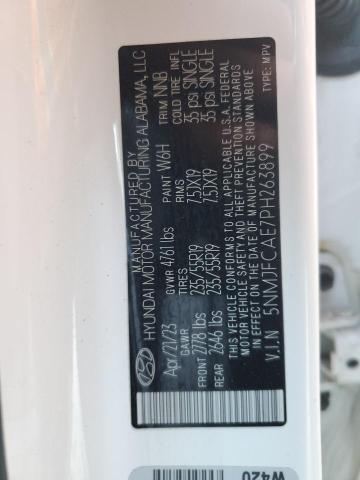 MANUFACTURED BY
HYUNDAI MOTOR MANUFACTURING ALABAMA, LLC
Apr/21/23 GVWR 4761 lbs PAINT W6H TRIM NNB
GAWR TIRES RIMS COLD TIRE INFL.
FRONT 2778 lbs 235/55R19 7.5JX19 35 PSI SINGLE
REAR 2646 lbs 235/55R19 7.5JX19 35 PSI SINGLE
THIS VEHICLE CONFORMS TO ALL APPLICABLE U.S.A. FEDERAL
MOTOR VEHICLE SAFETY AND THEFT PREVENTION STANDARDS
IN EFFECT ON THE DATE OF MANUFACTURE SHOWN ABOVE.
V.I.N 5NMJFCAE7PH263899 TYPE: MPV
W420